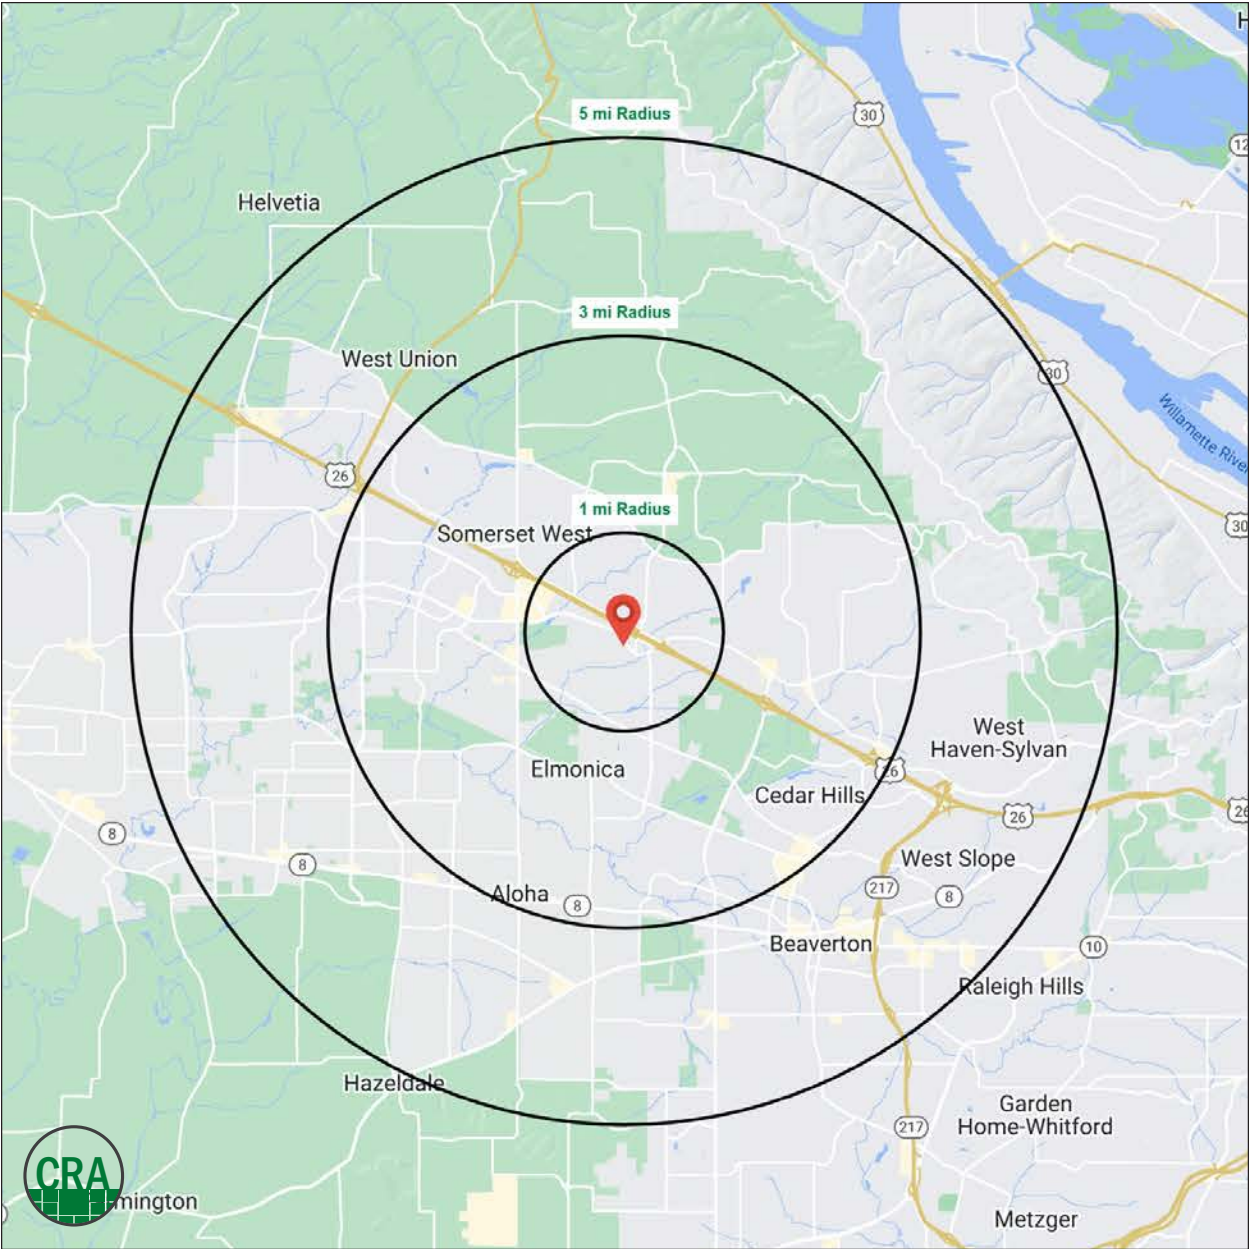 H
5 mi Radius
30
12
Helvetia
3 mi Radius
West Union
30
Willamette River
26
1 mi Radius
30
Somerset West
West
Haven-Sylvan
Elmonica
26
Cedar Hills
26
26
8
8
West Slope
217
8
Aloha
8
Beaverton
10
Raleigh Hills
Hazeldale
Garden
Home-Whitford
217
CRA
mington
Metzger